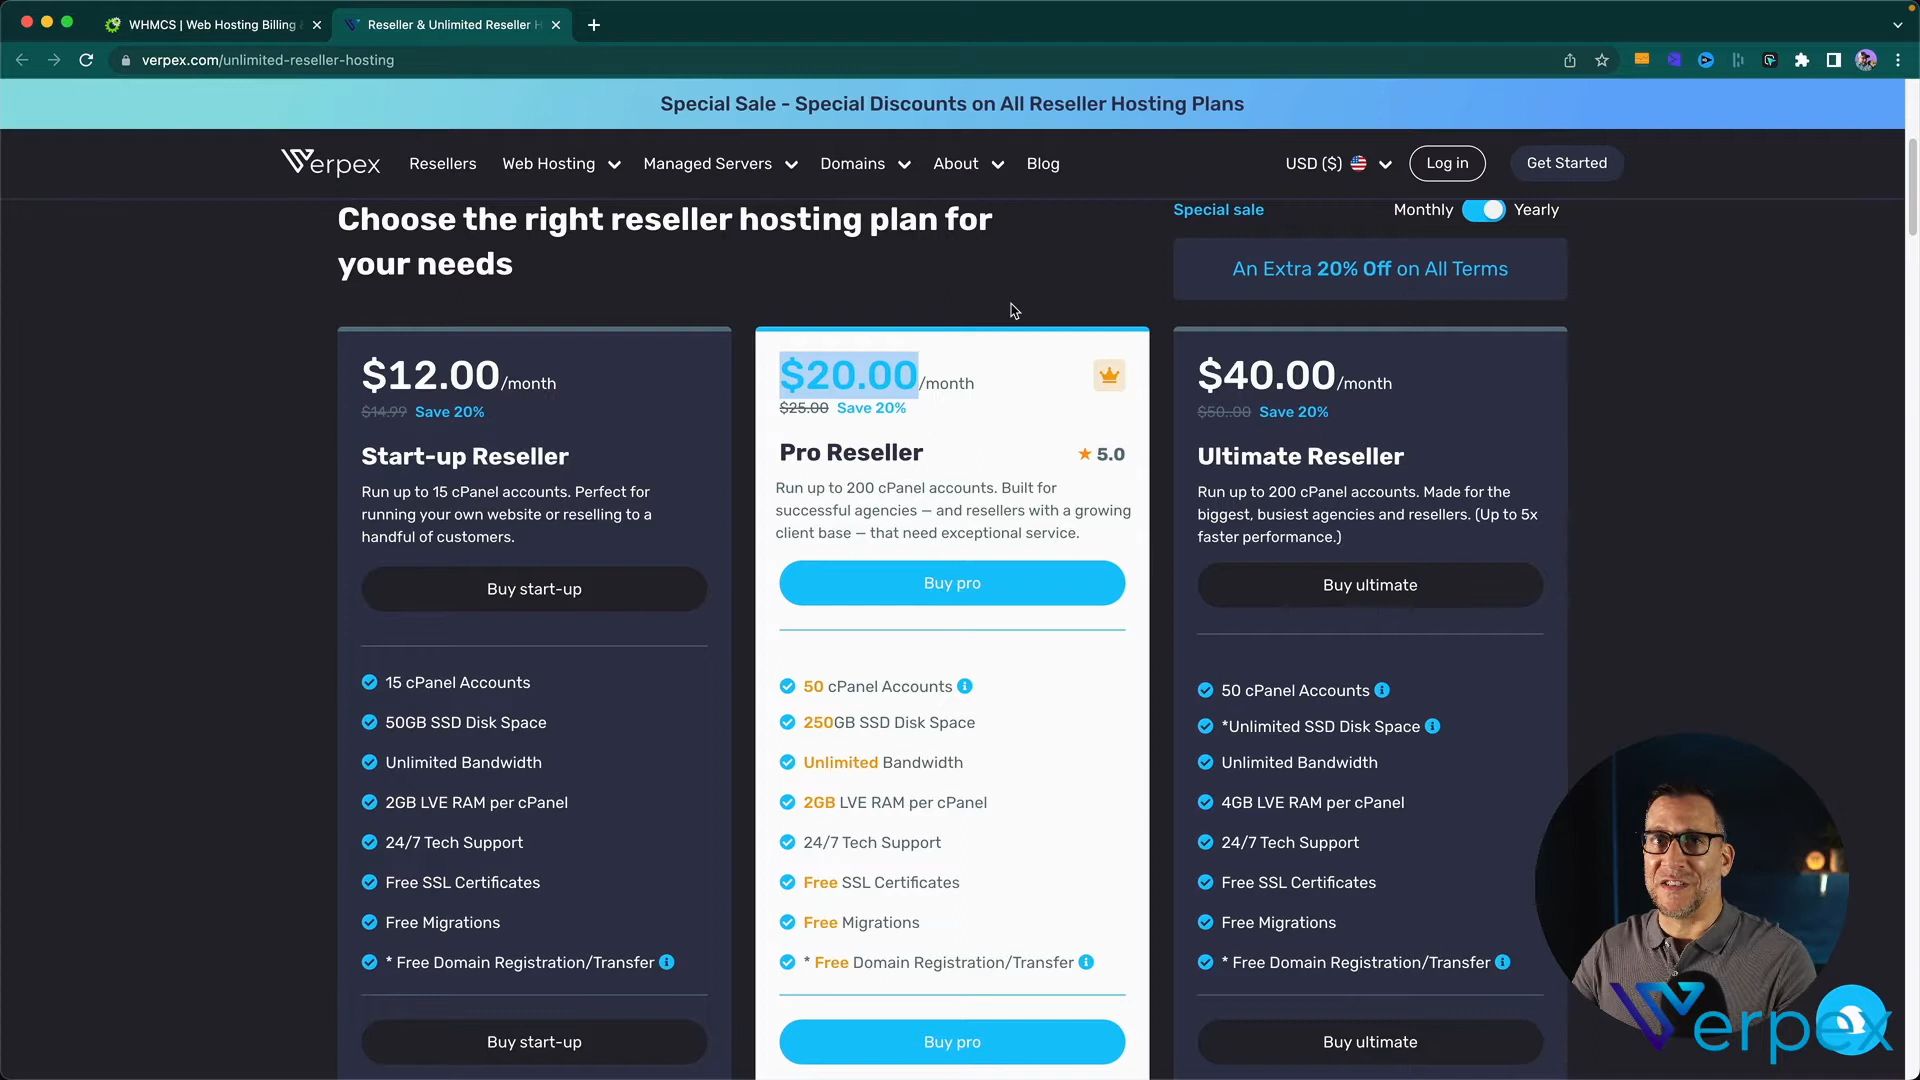 WHMCS | Web Hosting Billing
Reseller & Unlimited Reseller H
verpex.com/unlimited-reseller-hosting
Special Sale - Special Discounts on All Reseller Hosting Plans
Verpex
Resellers
Web Hosting
Managed Servers
Domains
About
Blog
USD ($)
Log in
Get Started
Choose the right reseller hosting plan for
your needs
Special sale
Monthly
Yearly
An Extra 20% Off on All Terms
$12.00/month
$14.99 Save 20%
Start-up Reseller
Run up to 15 cPanel accounts. Perfect for
running your own website or reselling to a
handful of customers.
Buy start-up
15 cPanel Accounts
50GB SSD Disk Space
Unlimited Bandwidth
2GB LVE RAM per cPanel
24/7 Tech Support
Free SSL Certificates
Free Migrations
* Free Domain Registration/Transfer
Buy start-up
$20.00/month
$25.00 Save 20%
Pro Reseller
5.0
Run up to 200 cPanel accounts. Built for
successful agencies — and resellers with a growing
client base — that need exceptional service.
Buy pro
50 cPanel Accounts
250GB SSD Disk Space
Unlimited Bandwidth
2GB LVE RAM per cPanel
24/7 Tech Support
Free SSL Certificates
Free Migrations
* Free Domain Registration/Transfer
Buy pro
$40.00/month
$50..00 Save 20%
Ultimate Reseller
Run up to 200 cPanel accounts. Made for the
biggest, busiest agencies and resellers. (Up to 5x
faster performance.)
Buy ultimate
50 cPanel Accounts
*Unlimited SSD Disk Space
Unlimited Bandwidth
4GB LVE RAM per cPanel
24/7 Tech Support
Free SSL Certificates
Free Migrations
* Free Domain Registration/Transfer
Buy ultimate
Verpex